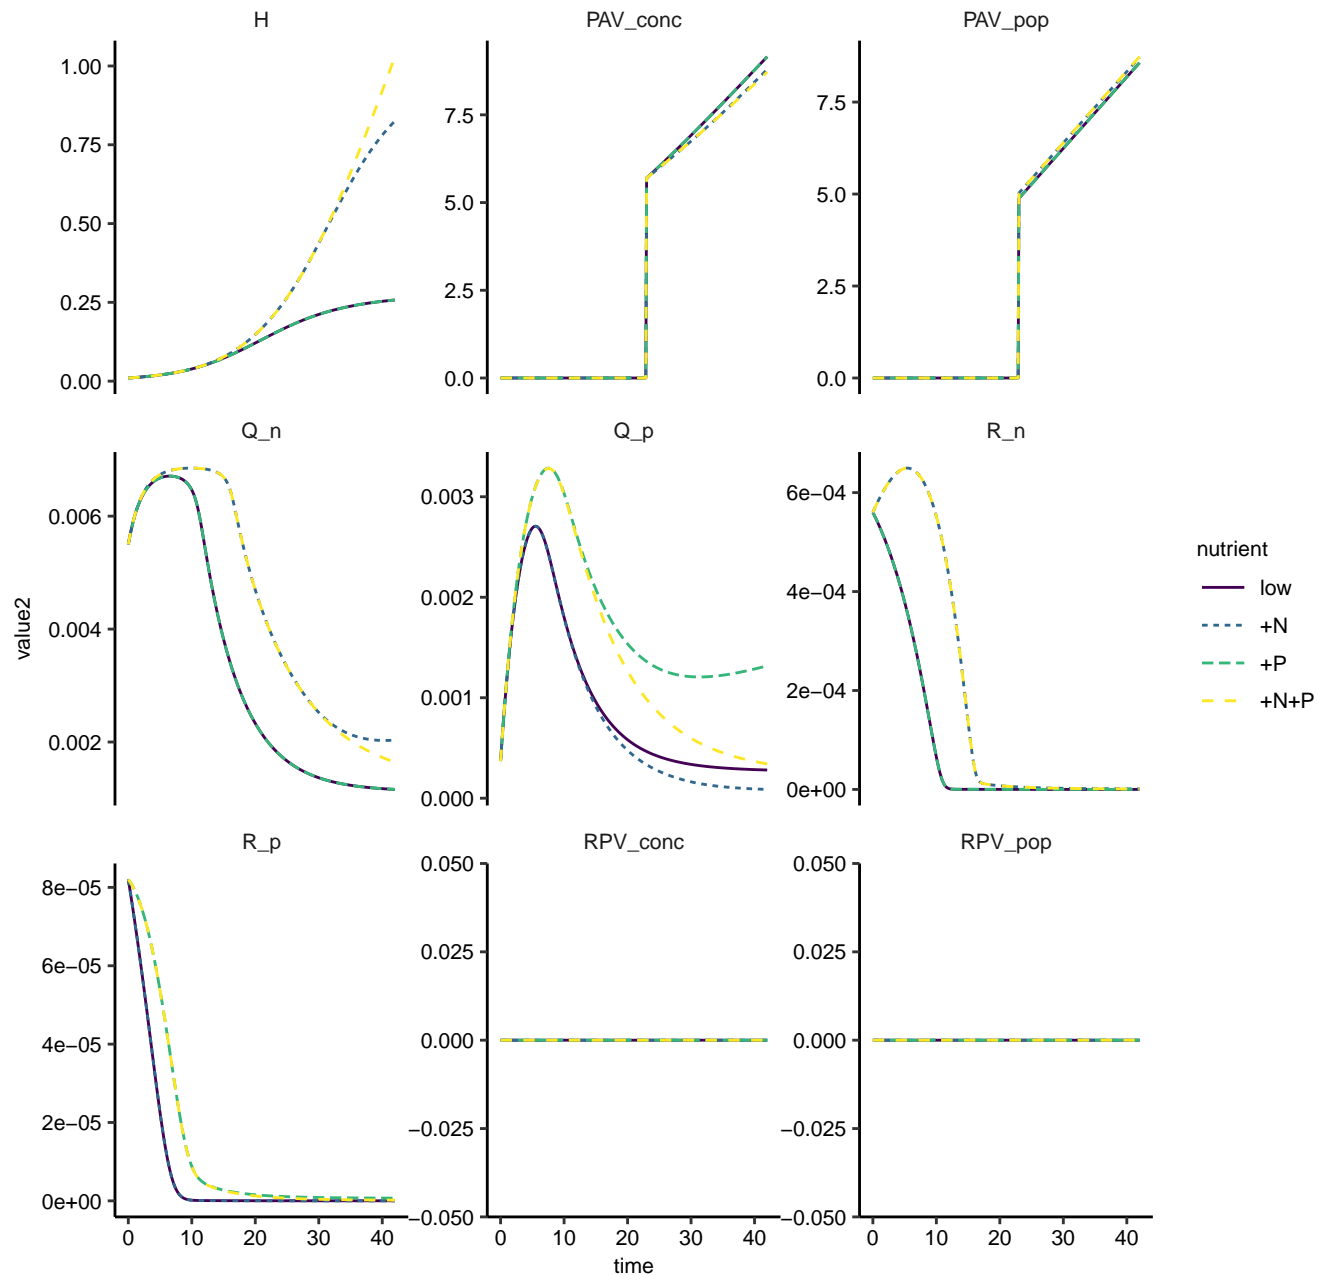 H PAV_conc PAV_pop
1.00
0.75
0.50
0.25
0.00
7.5
5.0
2.5
0.0
7.5
5.0
2.5
0.0
Q_n Q_p R_n
0.006
0.004
0.002
0.003
0.002
0.001
0.000
6e−04
4e−04
2e−04
0e+00
R_p RPV_conc RPV_pop
8e−05
6e−05
4e−05
2e−05
0e+00
0.050
0.025
0.000
−0.025
−0.050
0.050
0.025
0.000
−0.025
−0.050
0 10 20 30 40
0 10 20 30 40
0 10 20 30 40
time
value2
nutrient
low
+N
+P
+N+P